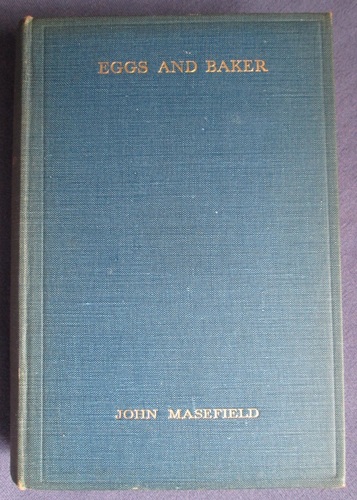 EGGS AND BAKER
JOHN MASEFIELD